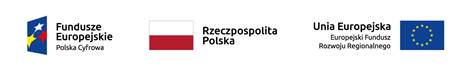 Fundusze
Europejskie
Polska Cyfrowa
Rzeczpospolita
Polska
Unia Europejska
Europejski Fundusz
Rozwoju Regionalnego